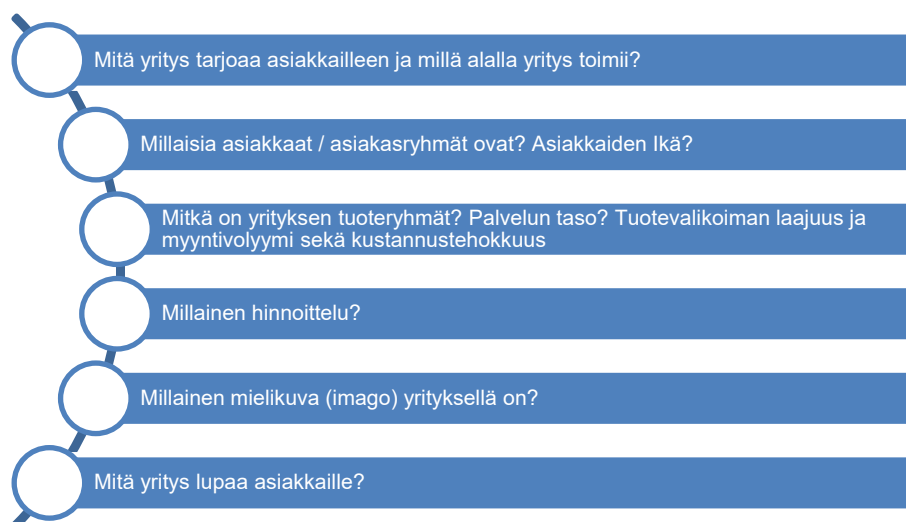 Mitä yritys tarjoaa asiakkailleen ja millä alalla yritys toimii?
Millaisia asiakkaat / asiakasryhmät ovat? Asiakkaiden Ikä?
Mitkä on yrityksen tuoteryhmät? Palvelun taso? Tuotevalikoiman laajuus ja
myyntivolyymi sekä kustannustehokkuus
Millainen hinnoittelu?
Millainen mielikuva (imago) yrityksellä on?
Mitä yritys lupaa asiakkaille?